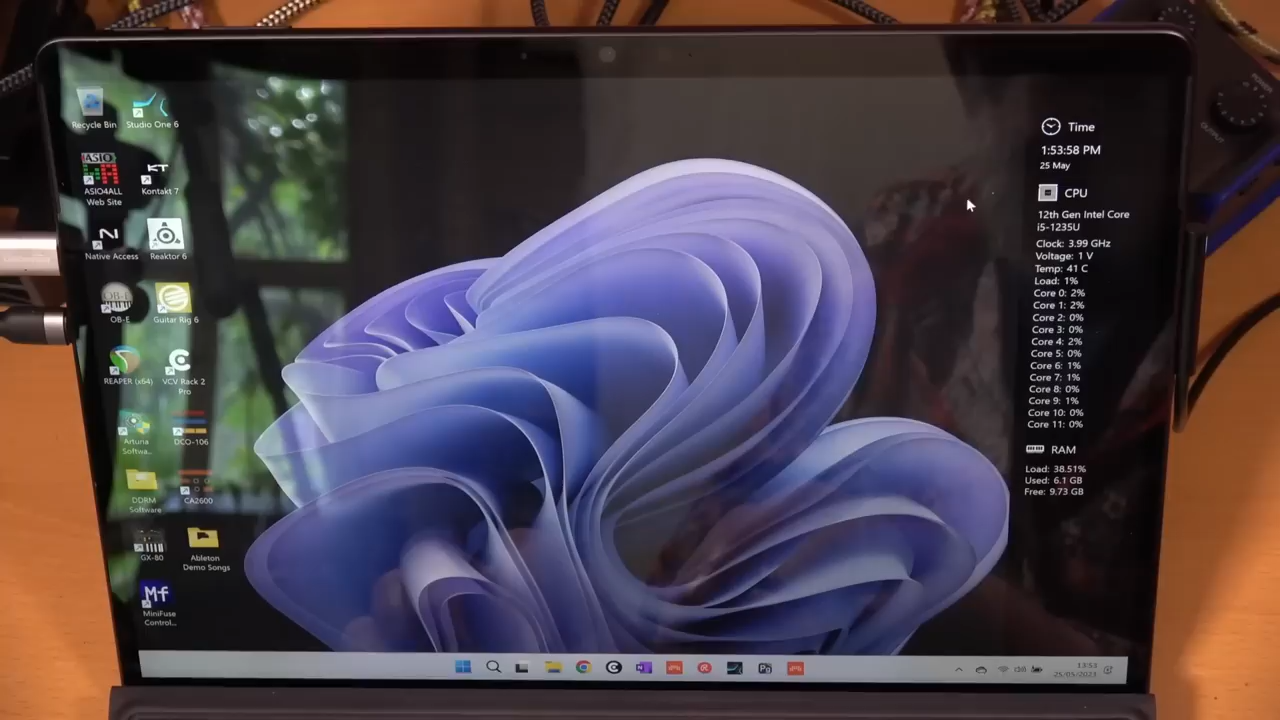 Recycle Bin
Studio One 6
ASIO
ASIO4ALL
Web Site
KT
Kontakt 7
N
Native Access
Reaktor 6
OB-E
Guitar Rig 6
REAPER (x64)
VCV Rack 2
Pro
Arturia
Softwa...
DCO-106
DDRM
Software
CA2600
GX-80
Ableton
Demo Songs
Mf
MiniFuse
Control...
Time
1:53:58 PM
25 May
CPU
12th Gen Intel Core
i5-1235U
Clock: 3.99 GHz
Voltage: 1 V
Temp: 41 C
Load: 1%
Core 0: 2%
Core 1: 2%
Core 2: 0%
Core 3: 0%
Core 4: 2%
Core 5: 0%
Core 6: 1%
Core 7: 1%
Core 8: 0%
Core 9: 1%
Core 10: 0%
Core 11: 0%
RAM
Load: 38.51%
Used: 6.1 GB
Free: 9.73 GB
13:53
25/05/2023
OUTPUT